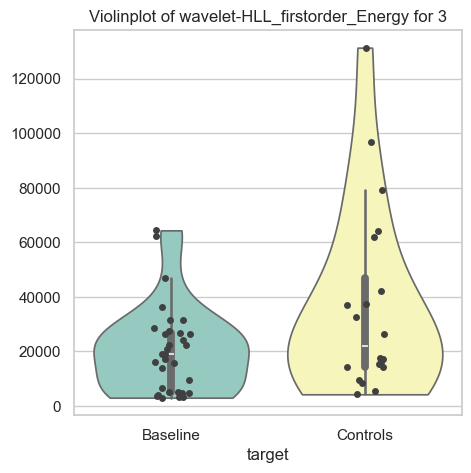 Violinplot of wavelet-HLL_firstorder_Energy for 3
120000
100000
80000
60000
40000
20000
0
Baseline
Controls
target